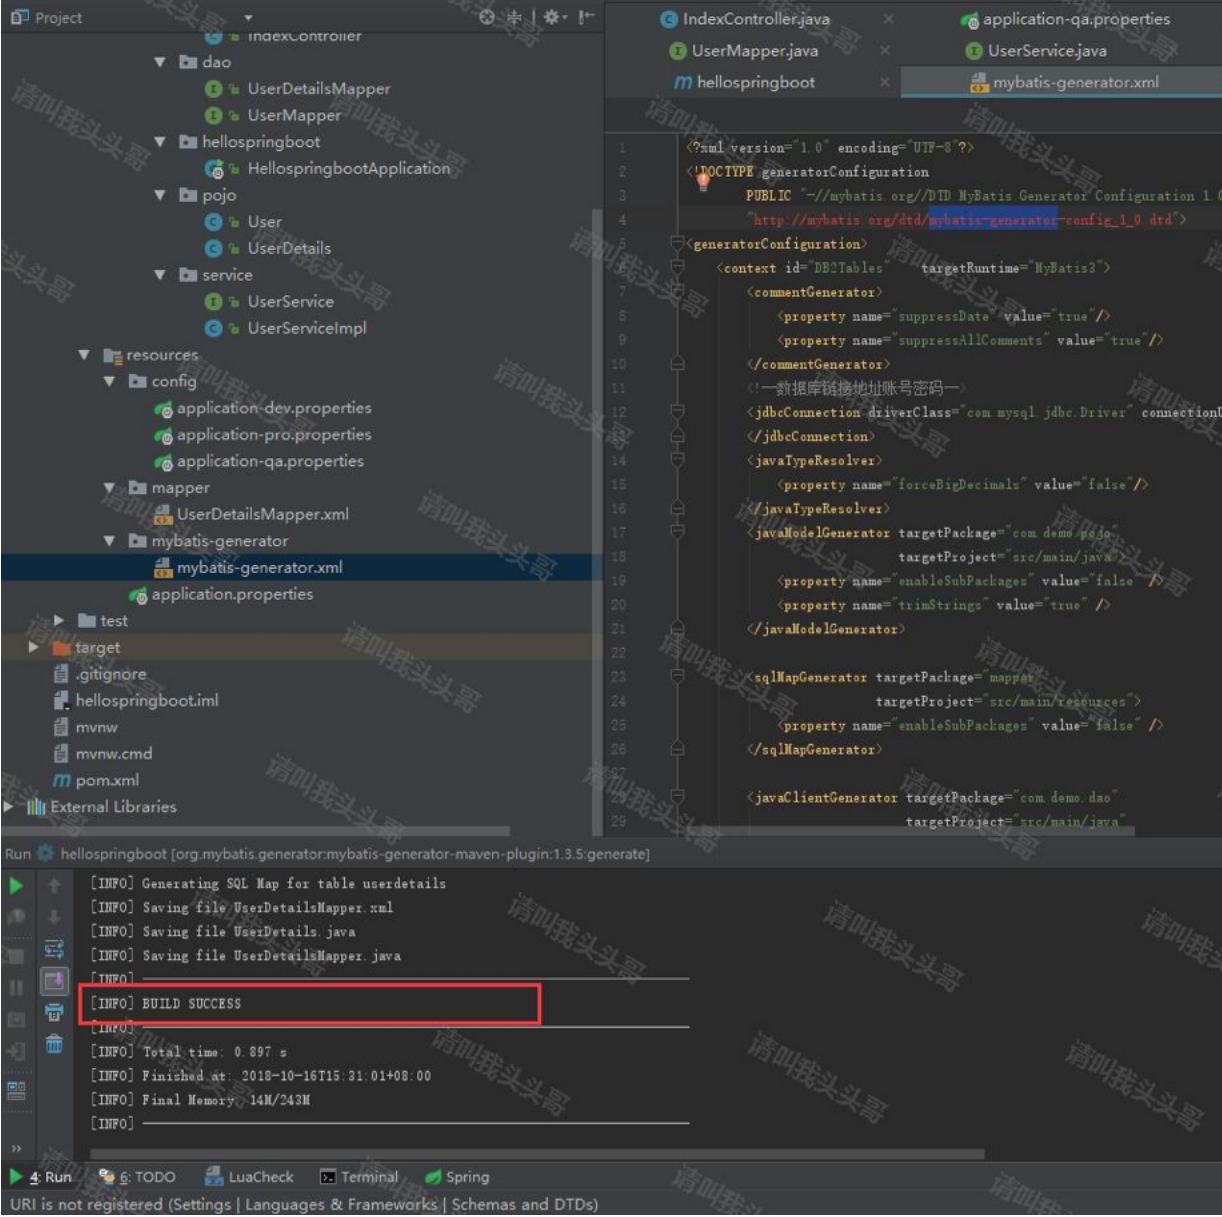 Project
IndexController
dao
UserDetailsMapper
UserMapper
hellospringboot
HellospringbootApplication
pojo
User
UserDetails
service
UserService
UserServiceImpl
resources
config
application-dev.properties
application-pro.properties
application-qa.properties
mapper
UserDetailsMapper.xml
mybatis-generator
mybatis-generator.xml
application.properties
test
target
.gitignore
hellospringboot.iml
mvnw
mvnw.cmd
pom.xml
External Libraries
IndexController.java
application-qa.properties
UserMapper.java
UserService.java
hellospringboot
mybatis-generator.xml
1 <?xml version="1.0" encoding="UTF-8"?>
2 <!DOCTYPE generatorConfiguration
3 PUBLIC "-//mybatis.org//DTD MyBatis Generator Configuration 1.0
4 "http://mybatis.org/dtd/mybatis-generator-config_1_0.dtd">
5 <generatorConfiguration>
6 <context id="DB2Tables" targetRuntime="MyBatis3">
7 <commentGenerator>
8 <property name="suppressDate" value="true"/>
9 <property name="suppressAllComments" value="true"/>
10 </commentGenerator>
11 <!--数据库链接地址账号密码-->
12 <jdbcConnection driverClass="com.mysql.jdbc.Driver" connectionU
13 </jdbcConnection>
14 <javaTypeResolver>
15 <property name="forceBigDecimals" value="false"/>
16 </javaTypeResolver>
17 <javaModelGenerator targetPackage="com.demo.pojo"
18 targetProject="src/main/java">
19 <property name="enableSubPackages" value="false" />
20 <property name="trimStrings" value="true" />
21 </javaModelGenerator>
22
23 <sqlMapGenerator targetPackage="mapper"
24 targetProject="src/main/resources">
25 <property name="enableSubPackages" value="false" />
26 </sqlMapGenerator>
27
28 <javaClientGenerator targetPackage="com.demo.dao"
29 targetProject="src/main/java"
Run hellospringboot [org.mybatis.generator:mybatis-generator-maven-plugin:1.3.5:generate]
[INFO] Generating SQL Map for table userdetails
[INFO] Saving file UserDetailsMapper.xml
[INFO] Saving file UserDetails.java
[INFO] Saving file UserDetailsMapper.java
[INFO] ------------------------------------------------------------------------
[INFO] BUILD SUCCESS
[INFO] ------------------------------------------------------------------------
[INFO] Total time: 0.897 s
[INFO] Finished at: 2018-10-16T15:31:01+08:00
[INFO] Final Memory: 14M/243M
[INFO] ------------------------------------------------------------------------
4: Run 6: TODO LuaCheck Terminal Spring
URI is not registered (Settings | Languages & Frameworks | Schemas and DTDs)
请叫我头头哥